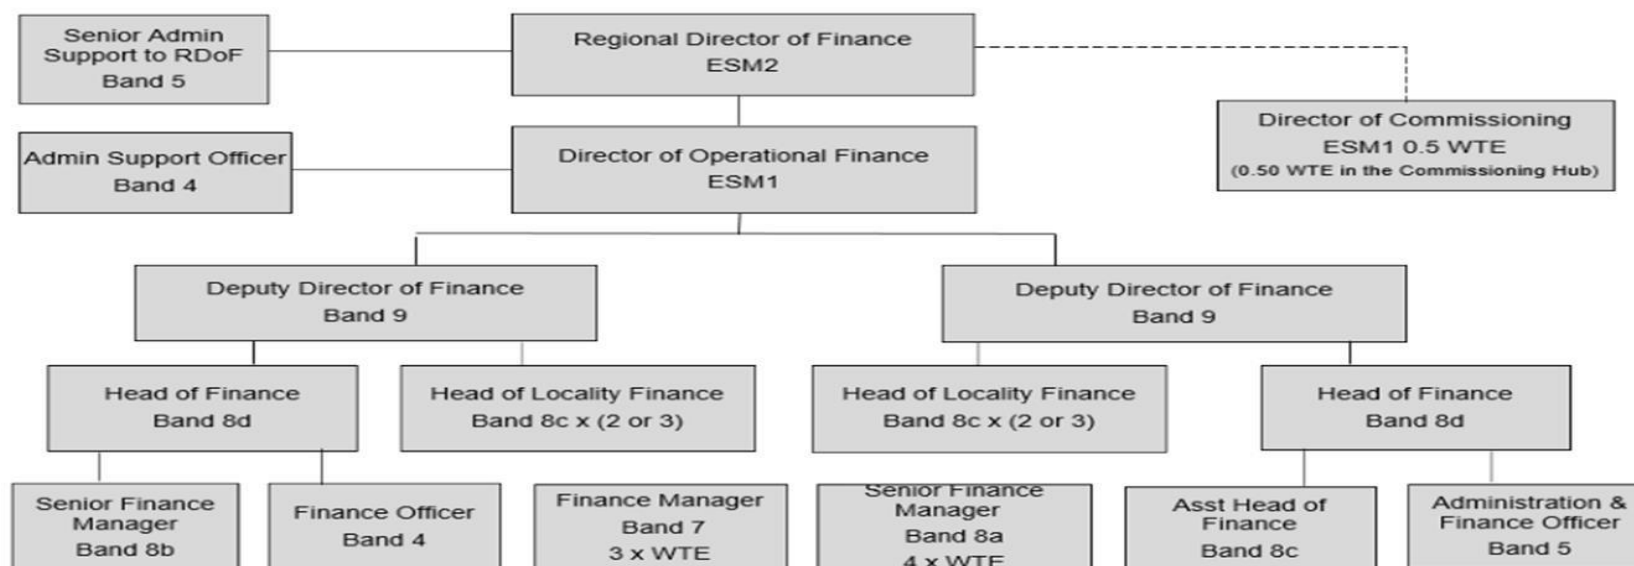 Senior Admin
Support to RDoF
Band 5
Regional Director of Finance
ESM2
Director of Commissioning
ESM1 0.5 WTE
(0.50 WTE in the Commissioning Hub)
Admin Support Officer
Band 4
Director of Operational Finance
ESM1
Deputy Director of Finance
Band 9
Deputy Director of Finance
Band 9
Head of Finance
Band 8d
Head of Locality Finance
Band 8c x (2 or 3)
Head of Locality Finance
Band 8c x (2 or 3)
Head of Finance
Band 8d
Senior Finance
Manager
Band 8b
Finance Officer
Band 4
Finance Manager
Band 7
3 x WTE
Senior Finance
Manager
Band 8a
4 x WTE
Asst Head of
Finance
Band 8c
Administration &
Finance Officer
Band 5